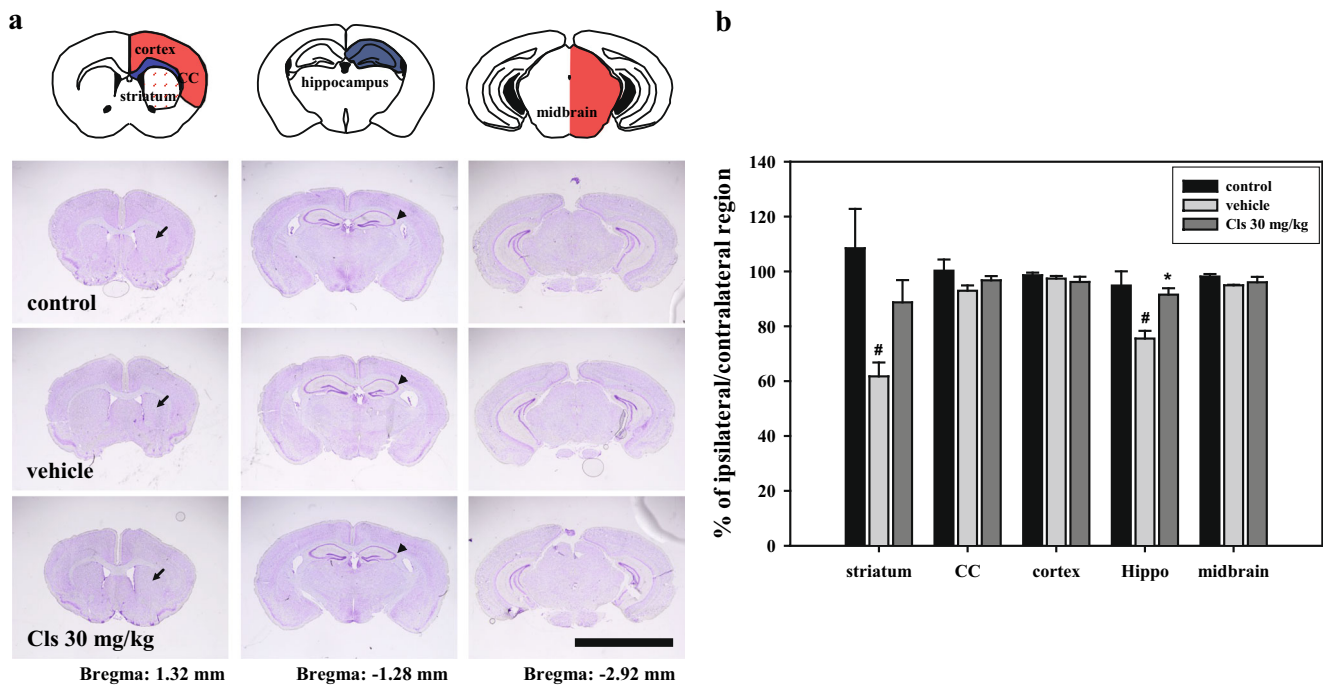 a
cortex
CC
striatum
hippocampus
midbrain
control
vehicle
Cls 30 mg/kg
Bregma: 1.32 mm
Bregma: -1.28 mm
Bregma: -2.92 mm
b
% of ipsilateral/contralateral region
140
120
100
80
60
40
20
0
control
vehicle
Cls 30 mg/kg
#
#
*
striatum
CC
cortex
Hippo
midbrain